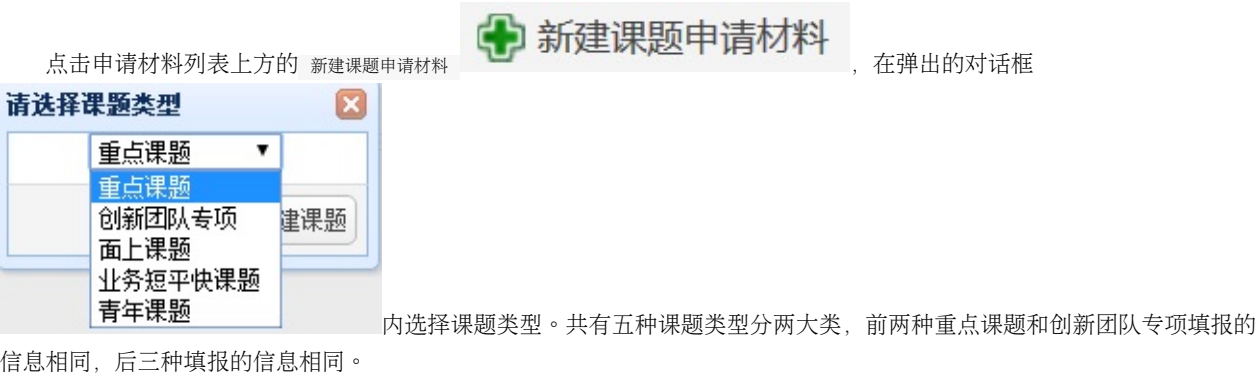 点击申请材料列表上方的 新建课题申请材料 新建课题申请材料 ，在弹出的对话框
请选择课题类型
重点课题
重点课题
创新团队专项
建课题
面上课题
业务短平快课题
青年课题
内选择课题类型。共有五种课题类型分两大类，前两种重点课题和创新团队专项填报的
信息相同，后三种填报的信息相同。